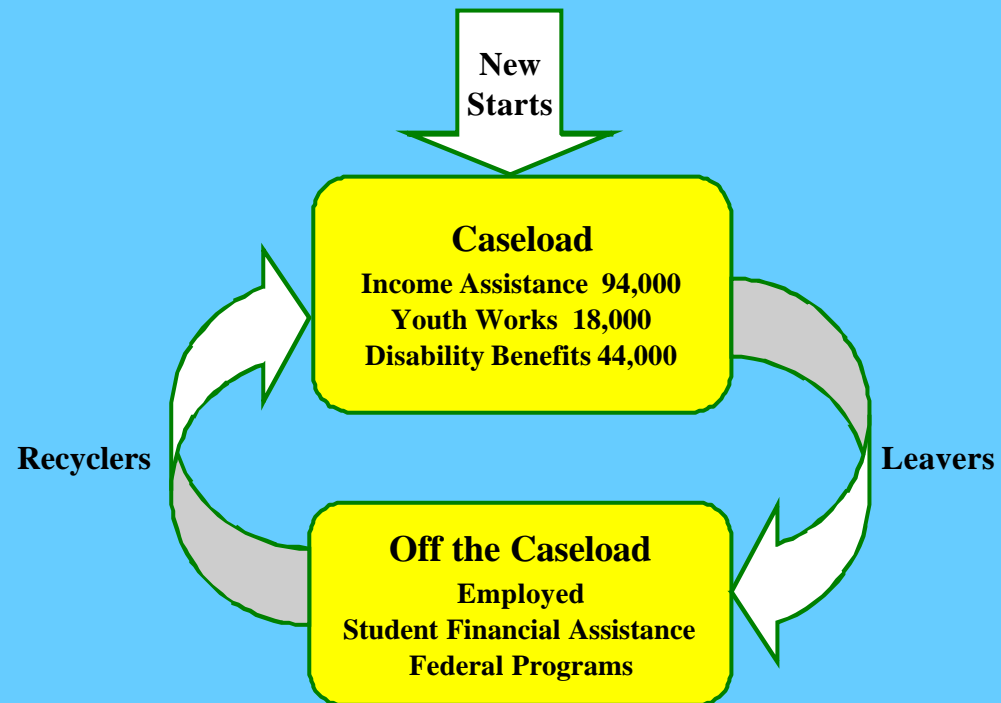 New
Starts
Caseload
Income Assistance 94,000
Youth Works 18,000
Disability Benefits 44,000
Recyclers
Leavers
Off the Caseload
Employed
Student Financial Assistance
Federal Programs